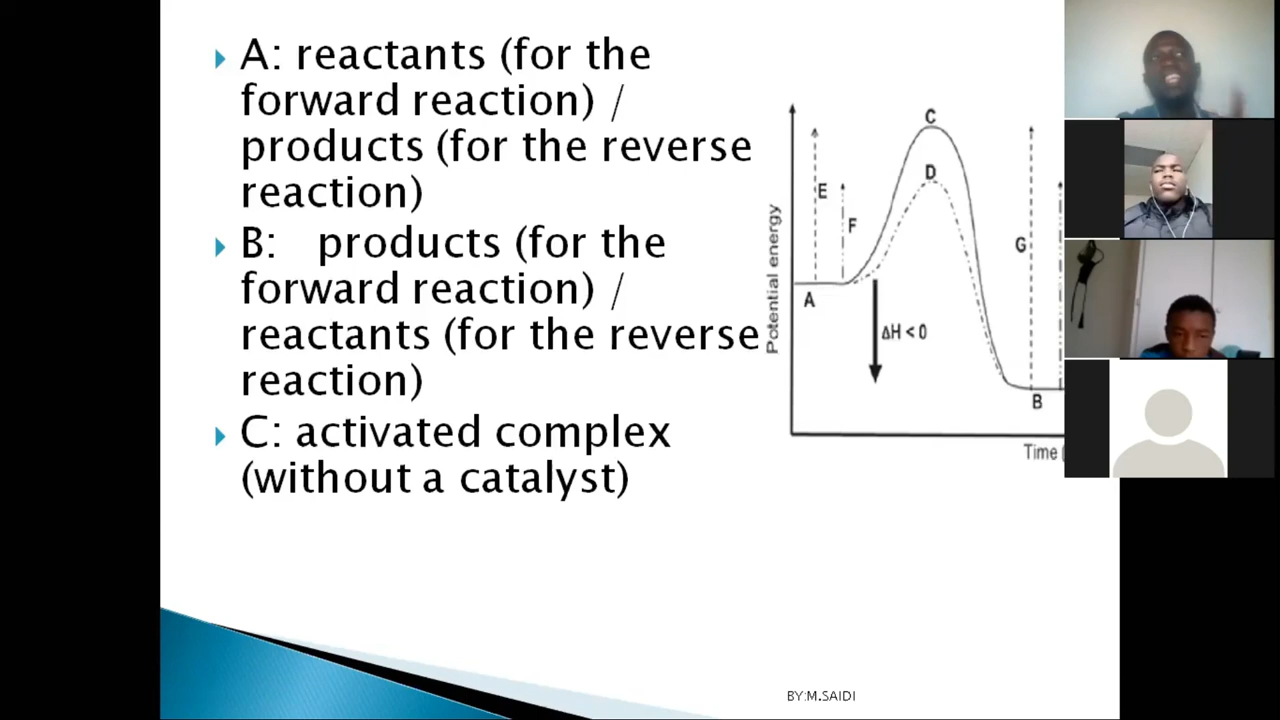 A: reactants (for the
forward reaction) /
products (for the reverse
reaction)
B: products (for the
forward reaction) /
reactants (for the reverse
reaction)
C: activated complex
(without a catalyst)
Potential energy
C
D
E
F
G
A
ΔH < 0
B
Time
BY:M.SAIDI